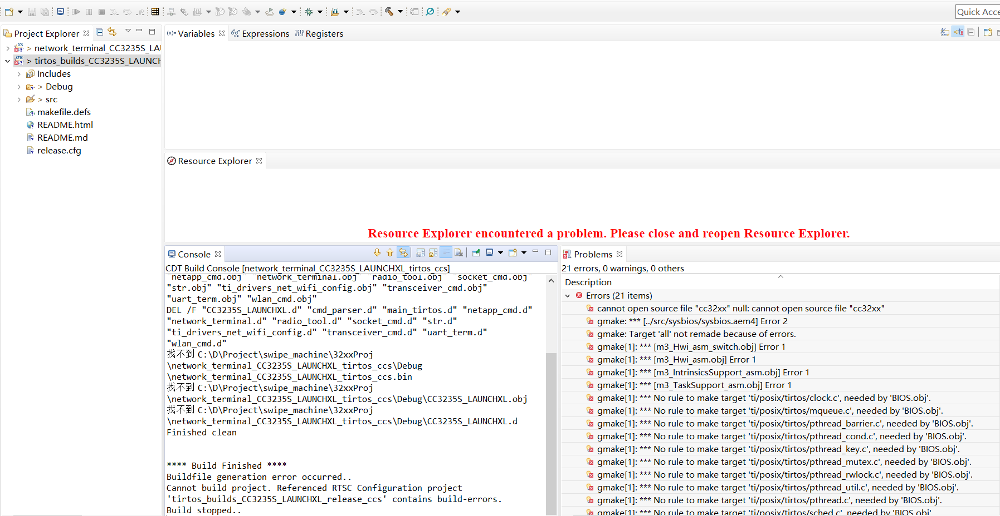 Quick Acce
Project Explorer
> network_terminal_CC3235S_LAU
> tirtos_builds_CC3235S_LAUNCH
Includes
> Debug
> src
makefile.defs
README.html
README.md
release.cfg
(x)= Variables
Expressions
Registers
Resource Explorer
Resource Explorer encountered a problem. Please close and reopen Resource Explorer.
Console
CDT Build Console [network_terminal_CC3235S_LAUNCHXL_tirtos_ccs]
"netapp_cmd.obj" "network_terminal.obj" "radio_tool.obj" "socket_cmd.obj"
"str.obj" "ti_drivers_net_wifi_config.obj" "transceiver_cmd.obj"
"uart_term.obj" "wlan_cmd.obj"
DEL /F "CC3235S_LAUNCHXL.d" "cmd_parser.d" "main_tirtos.d" "netapp_cmd.d"
"network_terminal.d" "radio_tool.d" "socket_cmd.d" "str.d"
"ti_drivers_net_wifi_config.d" "transceiver_cmd.d" "uart_term.d"
"wlan_cmd.d"
找不到 C:\D\Project\swipe_machine\32xxProj
\network_terminal_CC3235S_LAUNCHXL_tirtos_ccs\Debug
\network_terminal_CC3235S_LAUNCHXL_tirtos_ccs.bin
找不到 C:\D\Project\swipe_machine\32xxProj
\network_terminal_CC3235S_LAUNCHXL_tirtos_ccs\Debug\CC3235S_LAUNCHXL.obj
找不到 C:\D\Project\swipe_machine\32xxProj
\network_terminal_CC3235S_LAUNCHXL_tirtos_ccs\Debug\CC3235S_LAUNCHXL.d
Finished clean
**** Build Finished ****
Buildfile generation error occurred..
Cannot build project. Referenced RTSC Configuration project
'tirtos_builds_CC3235S_LAUNCHXL_release_ccs' contains build-errors.
Build stopped..
Problems
21 errors, 0 warnings, 0 others
Description
Errors (21 items)
cannot open source file "cc32xx" null: cannot open source file "cc32xx"
gmake: *** [../src/sysbios/sysbios.aem4] Error 2
gmake: Target 'all' not remade because of errors.
gmake[1]: *** [m3_Hwi_asm_switch.obj] Error 1
gmake[1]: *** [m3_Hwi_asm.obj] Error 1
gmake[1]: *** [m3_IntrinsicsSupport_asm.obj] Error 1
gmake[1]: *** [m3_TaskSupport_asm.obj] Error 1
gmake[1]: *** No rule to make target 'ti/posix/tirtos/clock.c', needed by 'BIOS.obj'.
gmake[1]: *** No rule to make target 'ti/posix/tirtos/mqueue.c', needed by 'BIOS.obj'.
gmake[1]: *** No rule to make target 'ti/posix/tirtos/pthread_barrier.c', needed by 'BIOS.obj'.
gmake[1]: *** No rule to make target 'ti/posix/tirtos/pthread_cond.c', needed by 'BIOS.obj'.
gmake[1]: *** No rule to make target 'ti/posix/tirtos/pthread_key.c', needed by 'BIOS.obj'.
gmake[1]: *** No rule to make target 'ti/posix/tirtos/pthread_mutex.c', needed by 'BIOS.obj'.
gmake[1]: *** No rule to make target 'ti/posix/tirtos/pthread_rwlock.c', needed by 'BIOS.obj'.
gmake[1]: *** No rule to make target 'ti/posix/tirtos/pthread_util.c', needed by 'BIOS.obj'.
gmake[1]: *** No rule to make target 'ti/posix/tirtos/pthread.c', needed by 'BIOS.obj'.
gmake[1]: *** No rule to make target 'ti/posix/tirtos/sched.c', needed by 'BIOS.obj'